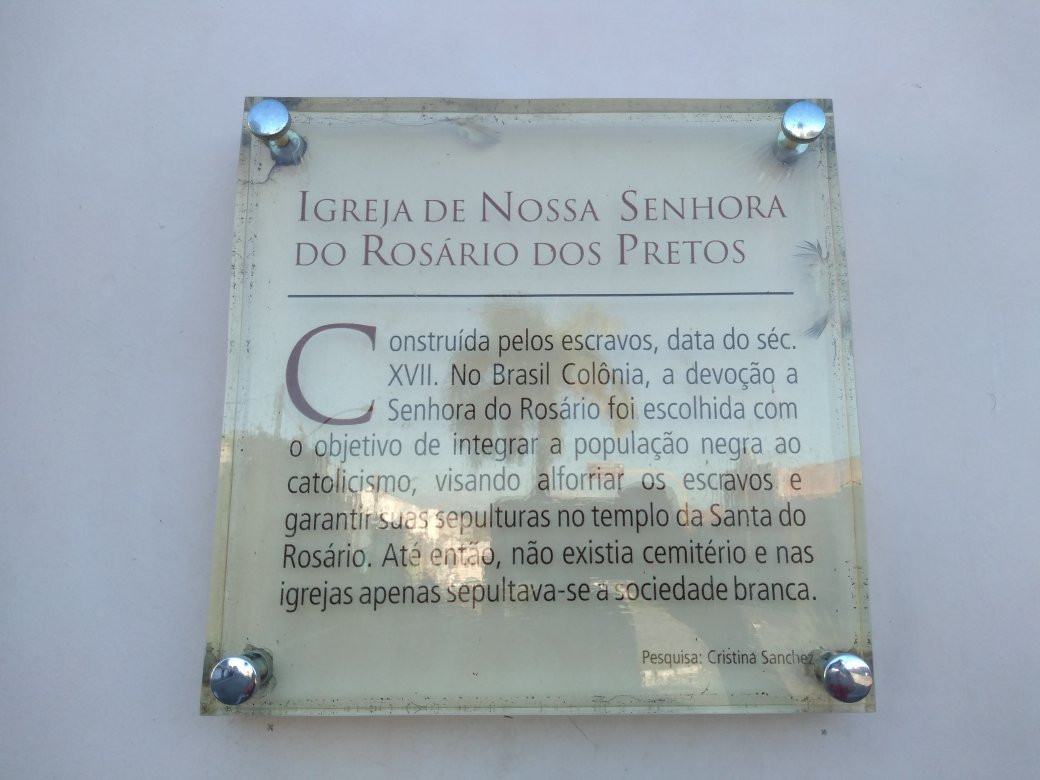 IGREJA DE NOSSA SENHORA
DO ROSÁRIO DOS PRETOS
Construída pelos escravos, data do séc.
XVII. No Brasil Colônia, a devoção a
Senhora do Rosário foi escolhida com
o objetivo de integrar a população negra ao
catolicismo, visando alforriar os escravos e
garantir suas sepulturas no templo da Santa do
Rosário. Até então, não existia cemitério e nas
igrejas apenas sepultava-se a sociedade branca.
Pesquisa: Cristina Sanchez